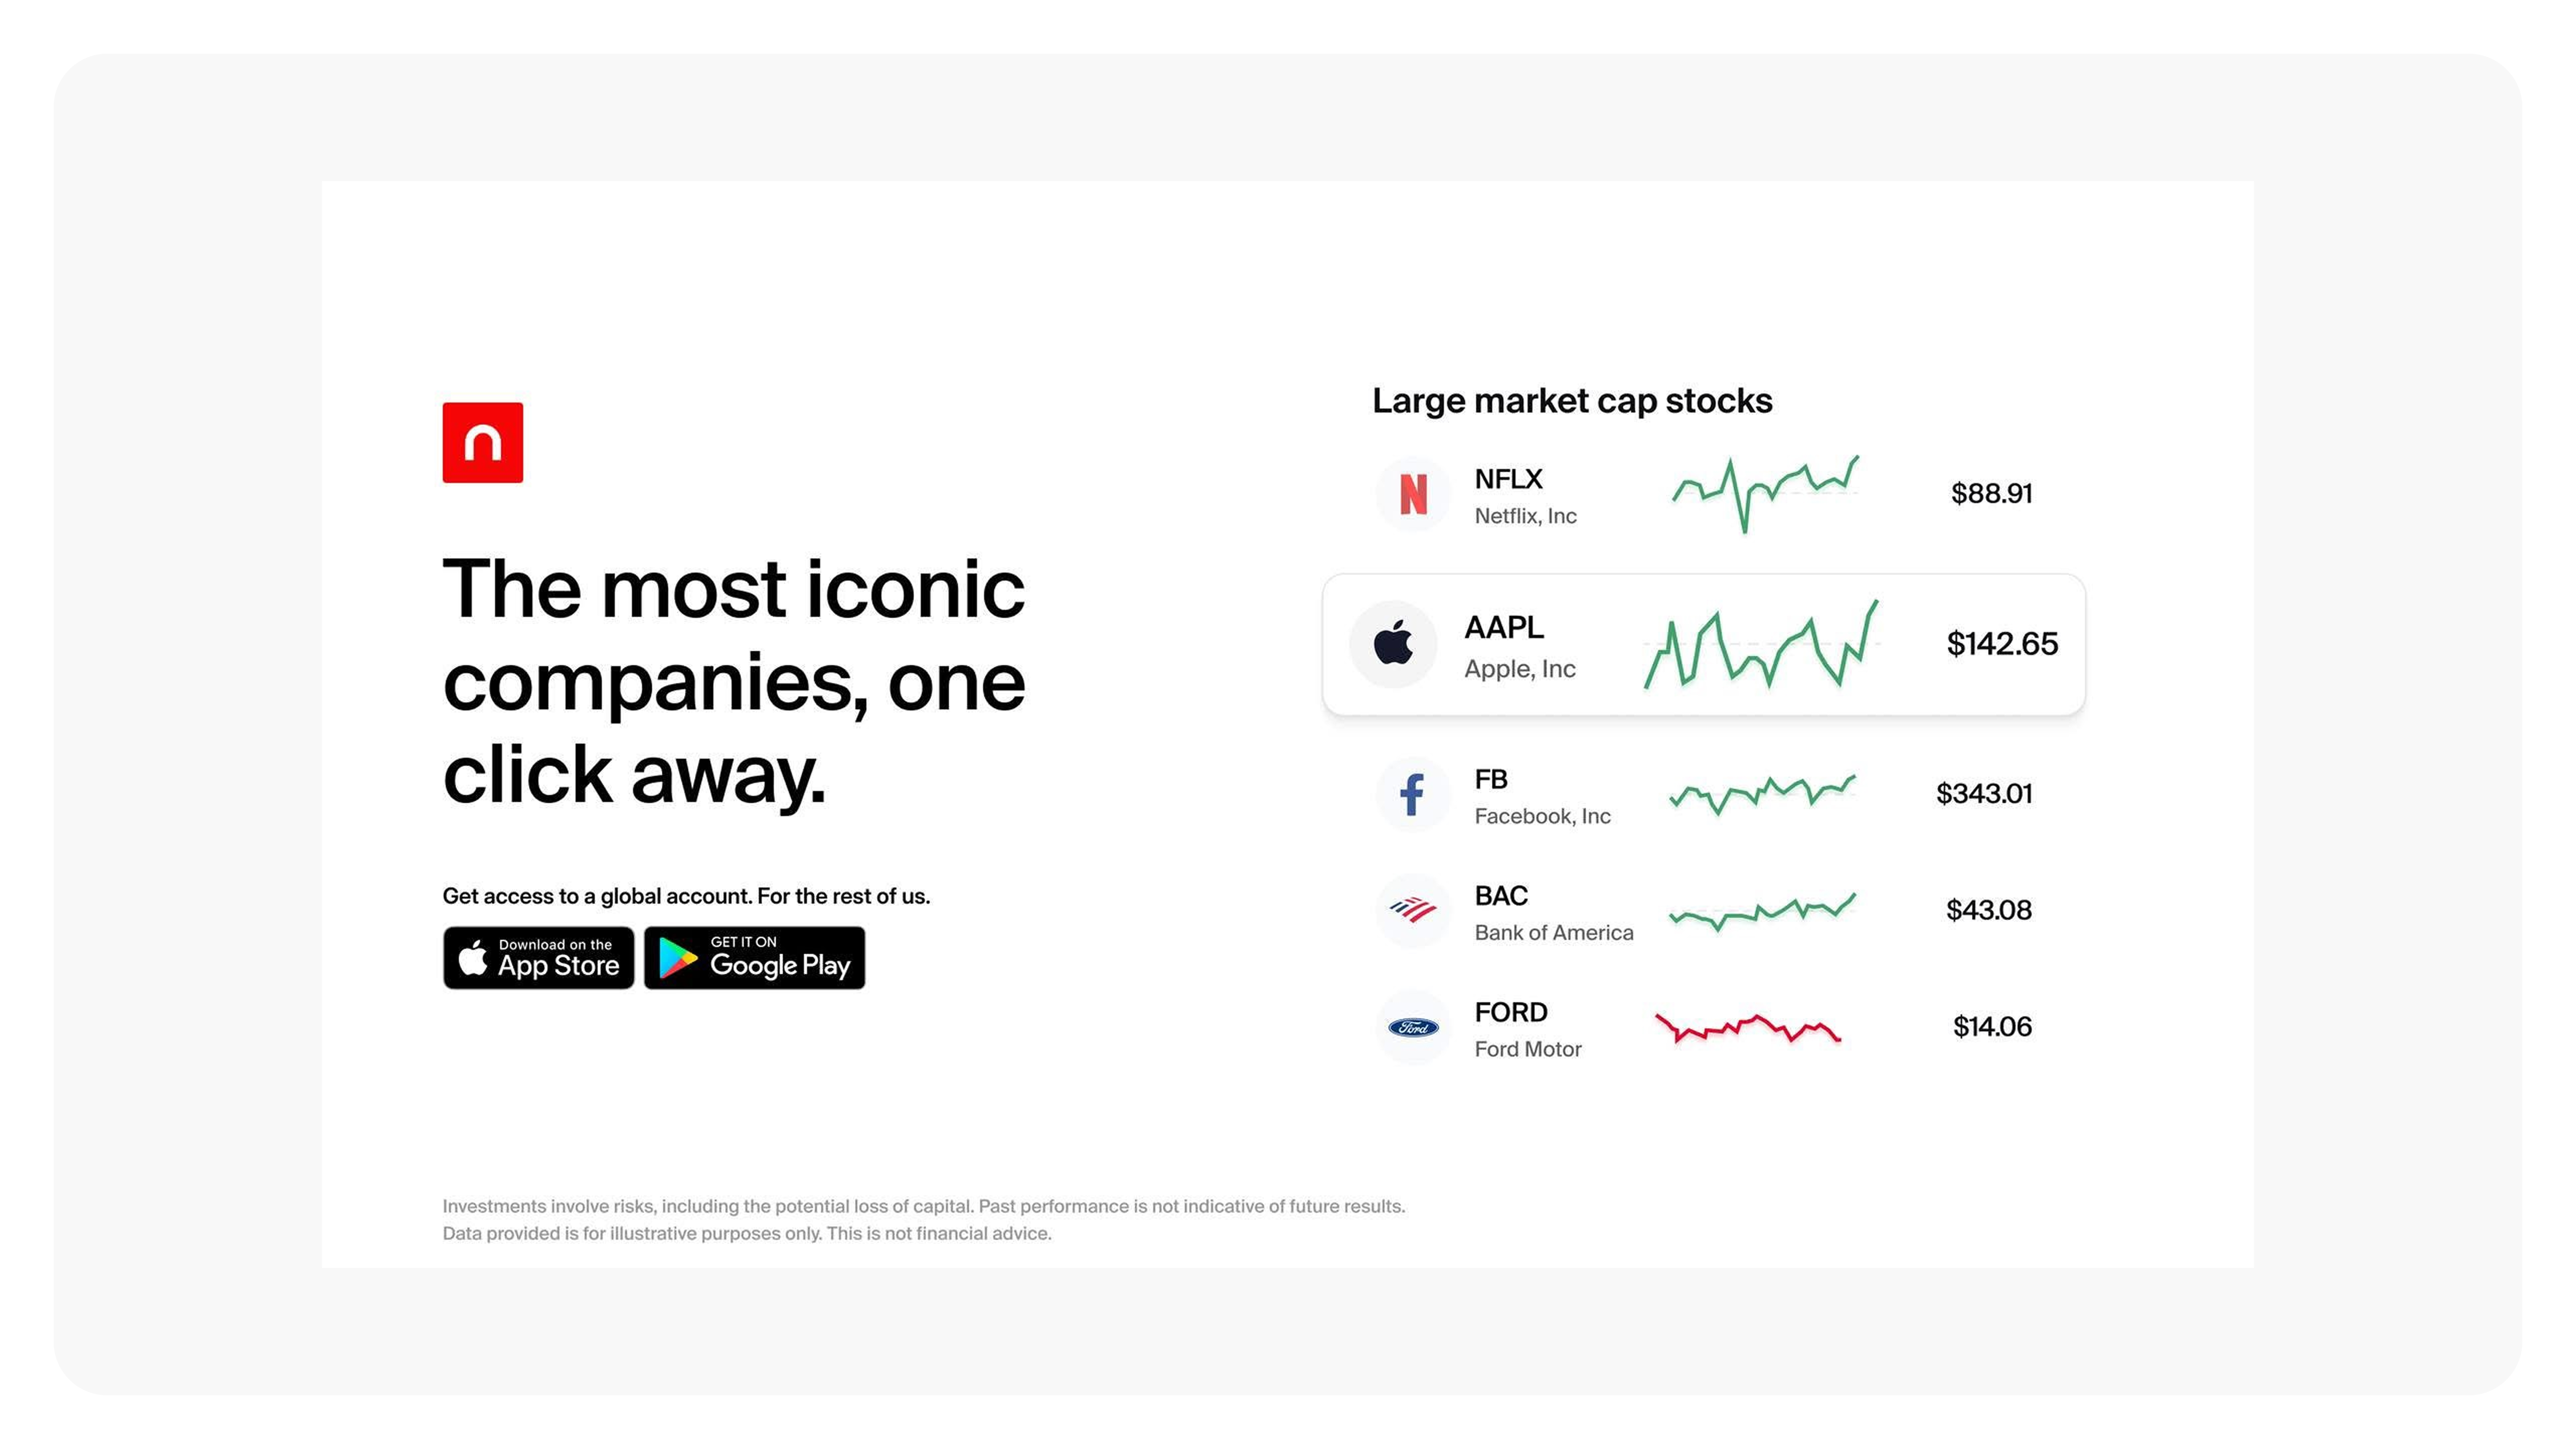 The most iconic
companies, one
click away.
Get access to a global account. For the rest of us.
Download on the
App Store
GET IT ON
Google Play
Large market cap stocks
NFLX
Netflix, Inc
$88.91
AAPL
Apple, Inc
$142.65
FB
Facebook, Inc
$343.01
BAC
Bank of America
$43.08
Ford
FORD
Ford Motor
$14.06
Investments involve risks, including the potential loss of capital. Past performance is not indicative of future results.
Data provided is for illustrative purposes only. This is not financial advice.